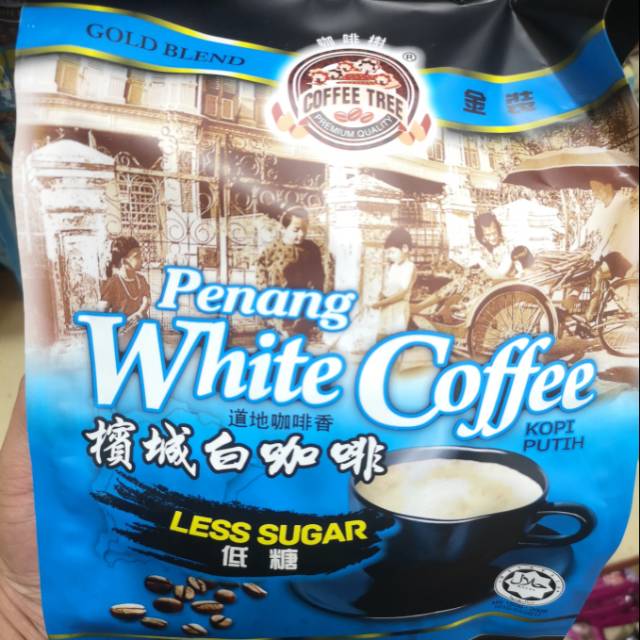 GOLD BLEND
咖啡樹
®
COFFEE TREE
PREMIUM QUALITY
金裝
Penang
White Coffee
道地咖啡香
KOPI
PUTIH
檳城白咖啡
LESS SUGAR
低糖